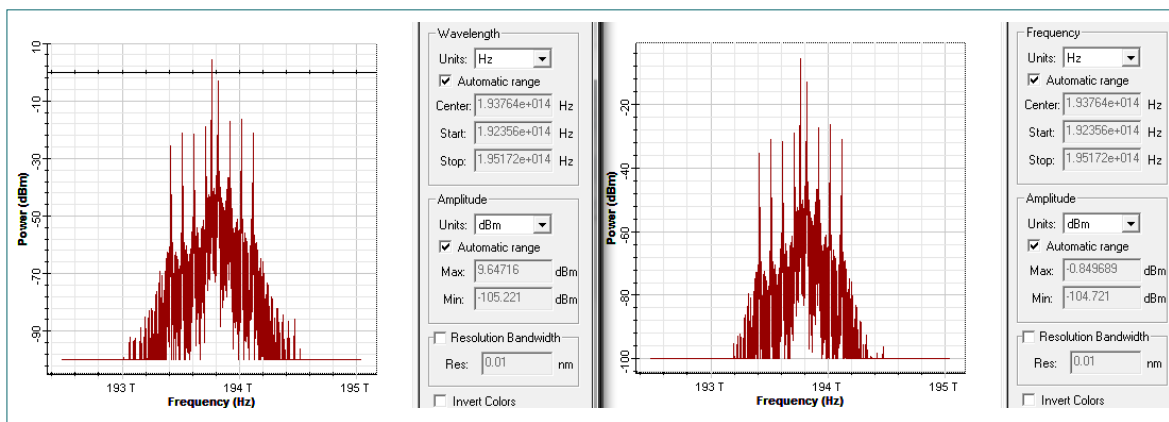 10
-10
-30
-50
-70
-90
Power (dBm)
193 T 194 T 195 T
Frequency (Hz)
Wavelength
Units: Hz
Automatic range
Center: 1.93764e+014 Hz
Start: 1.92356e+014 Hz
Stop: 1.95172e+014 Hz
Amplitude
Units: dBm
Automatic range
Max: 9.64716 dBm
Min: -105.221 dBm
Resolution Bandwidth
Res: 0.01 nm
Invert Colors
-20
-40
-60
-80
-100
Power (dBm)
193 T 194 T 195 T
Frequency (Hz)
Frequency
Units: Hz
Automatic range
Center: 1.93764e+014 Hz
Start: 1.92356e+014 Hz
Stop: 1.95172e+014 Hz
Amplitude
Units: dBm
Automatic range
Max: -0.849689 dBm
Min: -104.721 dBm
Resolution Bandwidth
Res: 0.01 nm
Invert Colors